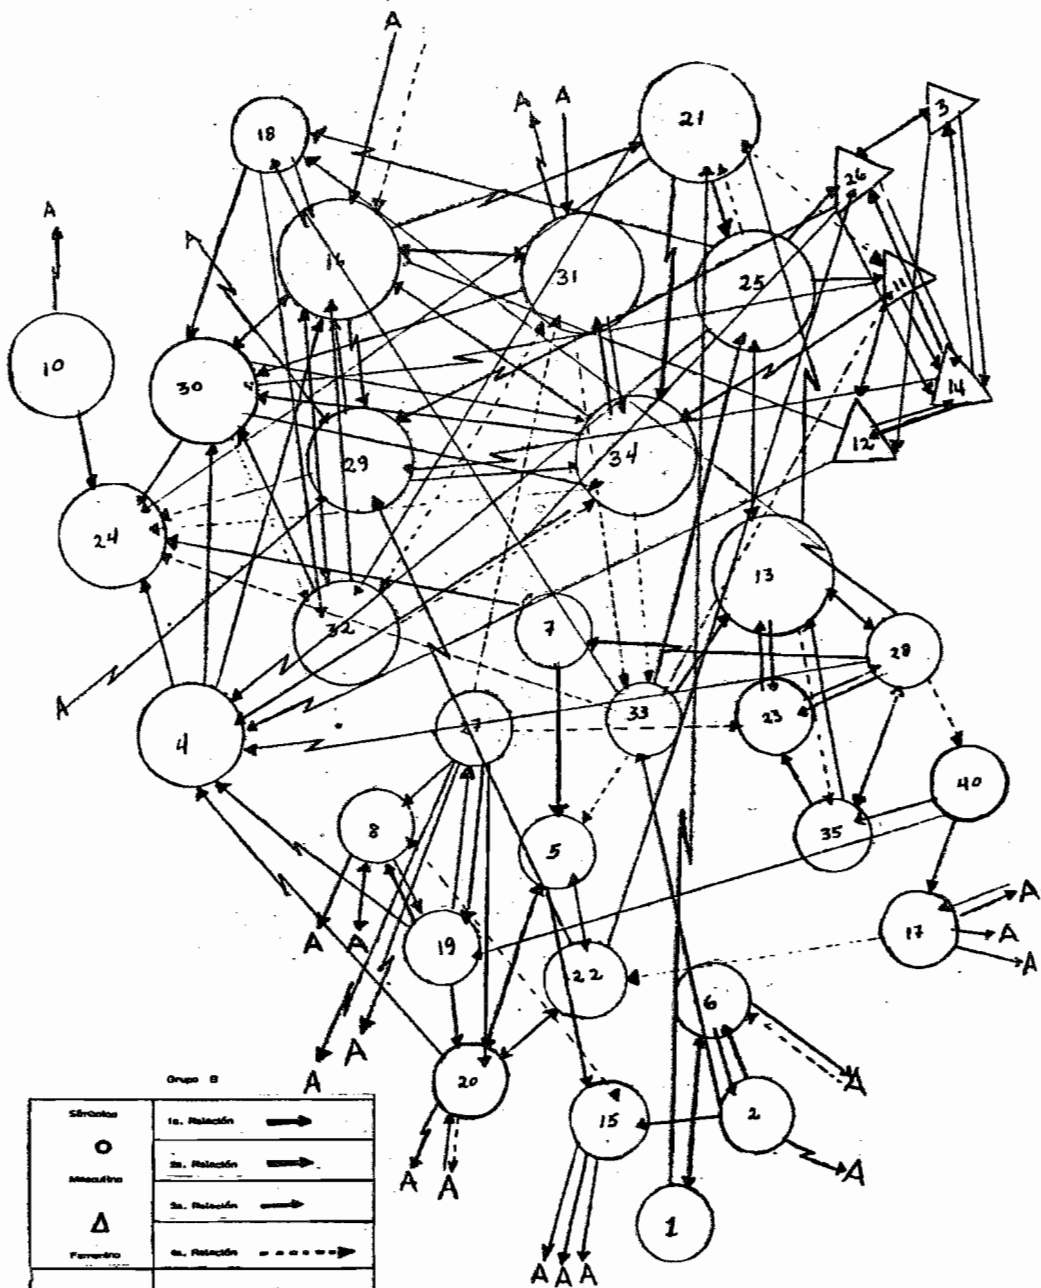 A
A
A
21
3
18
26
A
A
16
31
25
11
10
30
14
12
29
34
24
13
32
7
28
A
33
23
4
27
40
8
35
5
17
A
A
A
19
A
A
22
6
A
A
20
A
2
15
A
A
A
1
A
A
A
Grupo B
Símbolos
1a. Relación
O
2a. Relación
Masculino
3a. Relación
Δ
Femenino
4a. Relación